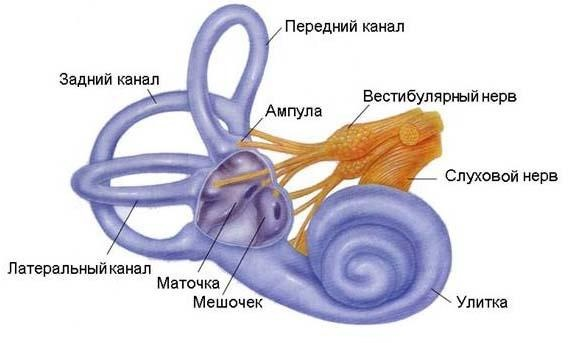 Передний канал
Задний канал
Ампула
Вестибулярный нерв
Слуховой нерв
Латеральный канал
Маточка
Мешочек
Улитка